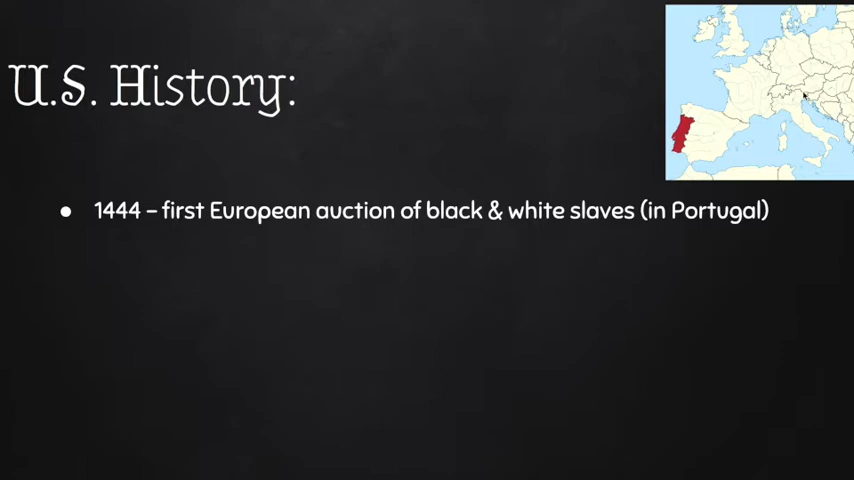 U.S. History:
● 1444 – first European auction of black & white slaves (in Portugal)